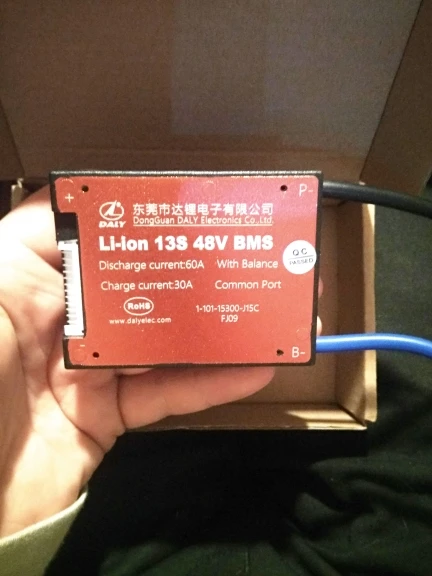 +
P-
东莞市达锂电子有限公司
DALY
DongGuan DALY Electronics Co.,Ltd.
Li-Ion 13S 48V BMS
Discharge current:60A With Balance
Q.C
PASSED
Charge current:30A Common Port
RoHS
1-101-15300-J15C
www.dalyelec.com
FJ09
-
B-